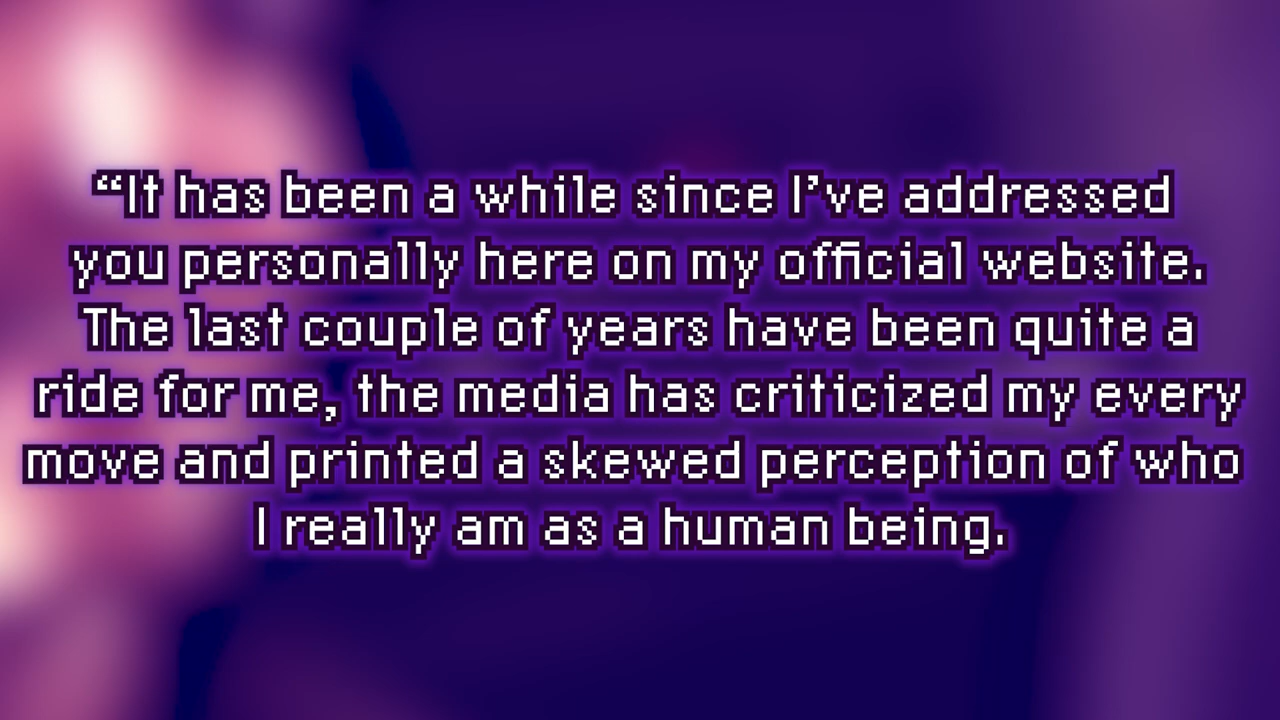 “It has been a while since I’ve addressed
you personally here on my official website.
The last couple of years have been quite a
ride for me, the media has criticized my every
move and printed a skewed perception of who
I really am as a human being.